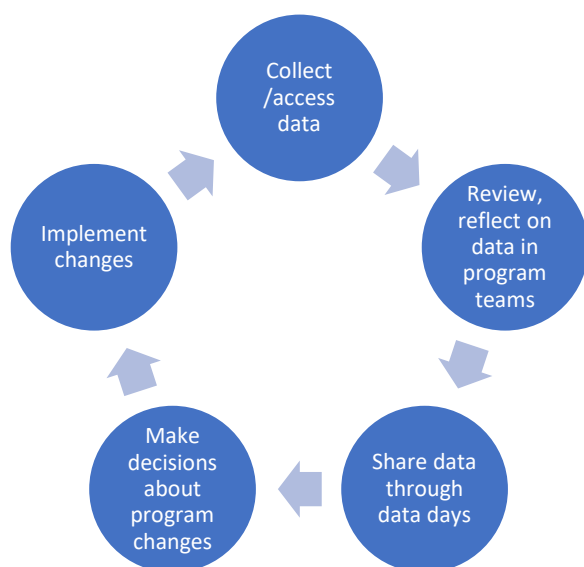 Collect
/access
data
Review,
reflect on
data in
program
teams
Share data
through
data days
Make
decisions
about
program
changes
Implement
changes